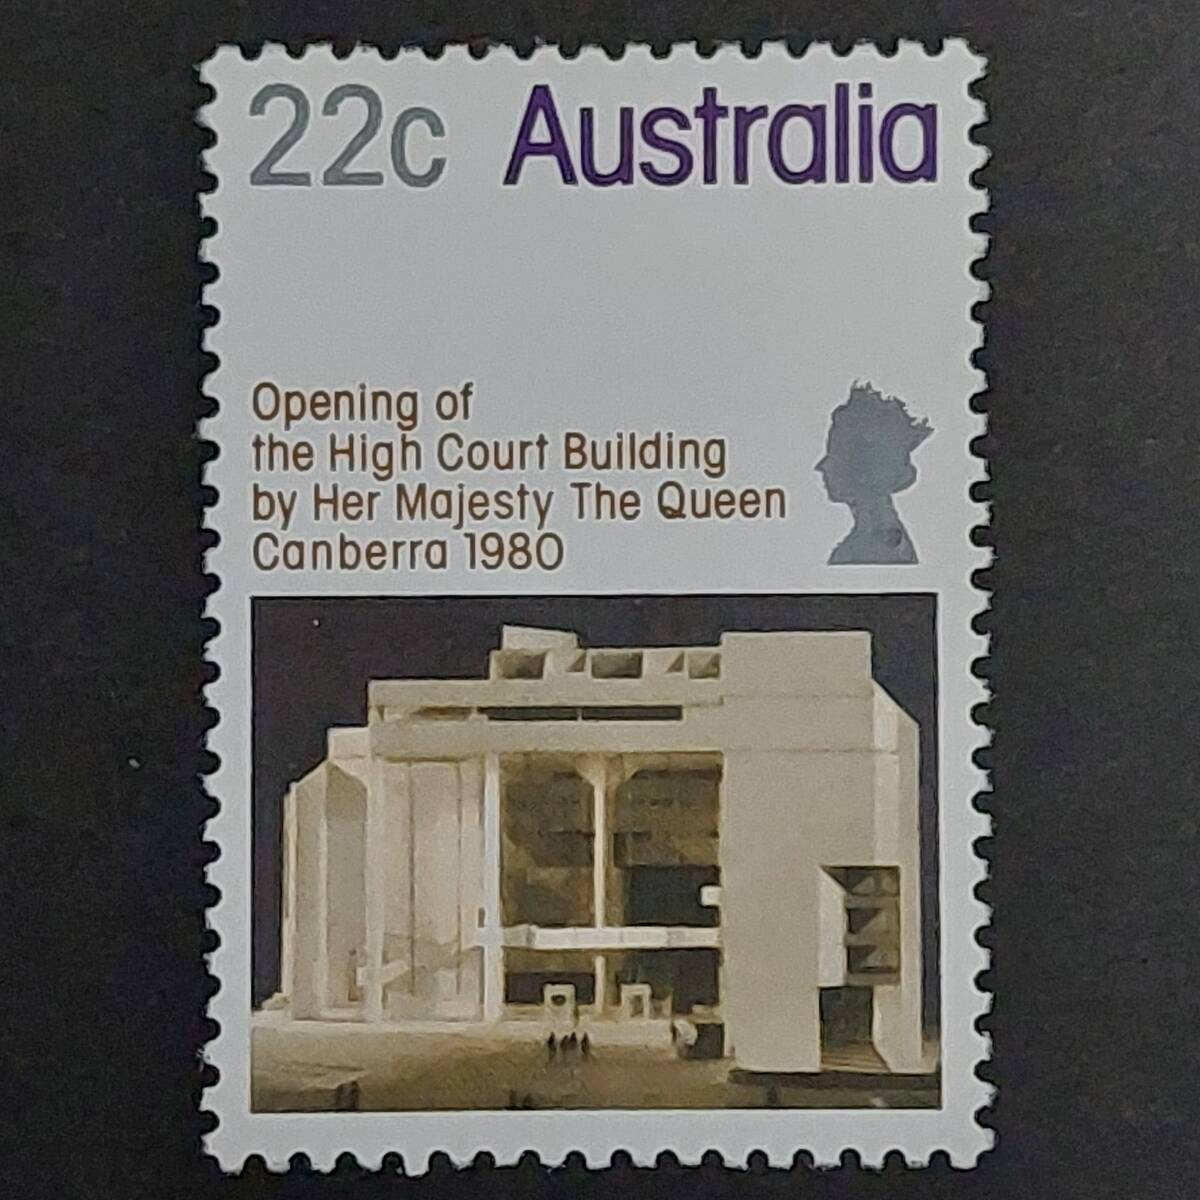 22c Australia
Opening of
the High Court Building
by Her Majesty The Queen
Canberra 1980